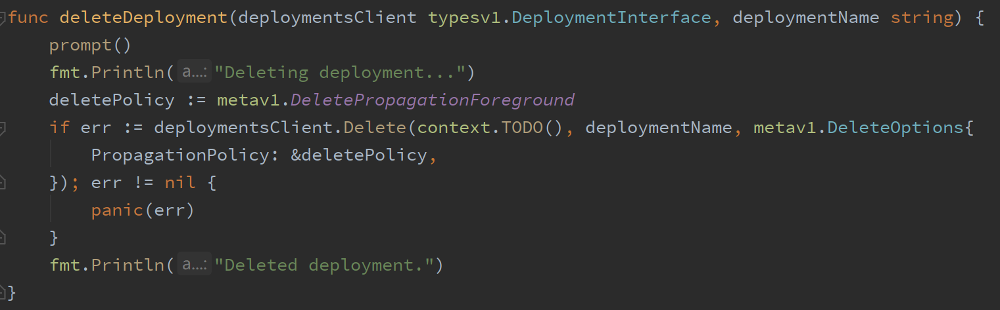 func deleteDeployment(deploymentsClient typesv1.DeploymentInterface, deploymentName string) {
    prompt()
    fmt.Println( a...: "Deleting deployment...")
    deletePolicy := metav1.DeletePropagationForeground
    if err := deploymentsClient.Delete(context.TODO(), deploymentName, metav1.DeleteOptions{
        PropagationPolicy: &deletePolicy,
    }); err != nil {
        panic(err)
    }
    fmt.Println( a...: "Deleted deployment.")
}